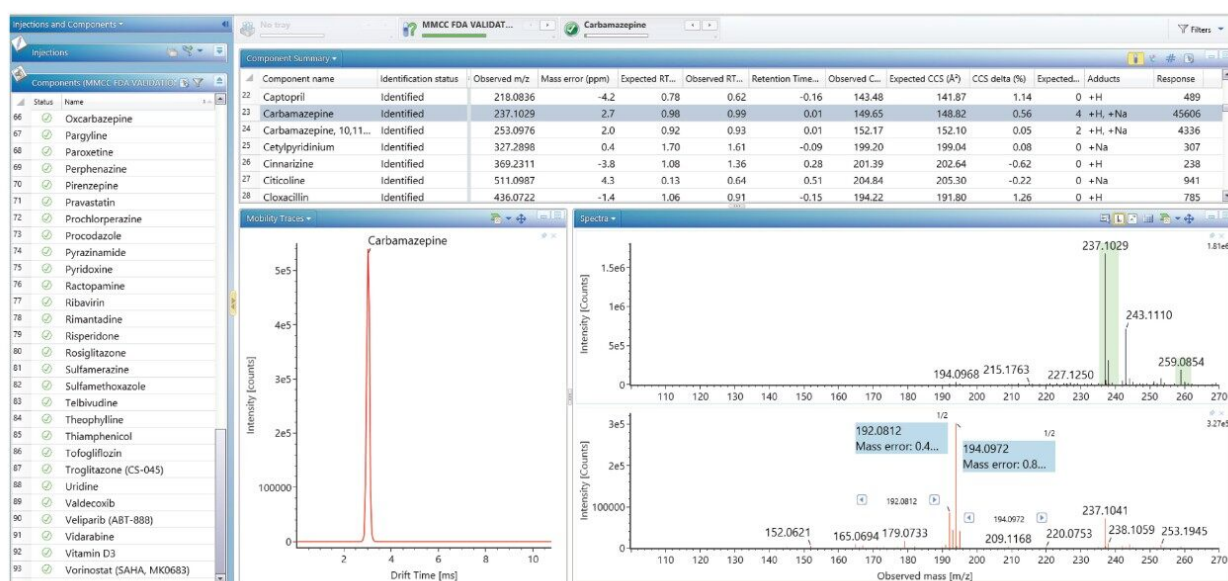 Injections and Components
No tray
MMCC FDA VALIDAT...
Carbamazepine
Filters
Injections
Components (MMCC FDA VALIDATIO
Status Name
66 Oxcarbazepine
67 Pargyline
68 Paroxetine
69 Perphenazine
70 Pirenzepine
71 Pravastatin
72 Prochlorperazine
73 Procodazole
74 Pyrazinamide
75 Pyridoxine
76 Ractopamine
77 Ribavirin
78 Rimantadine
79 Risperidone
80 Rosiglitazone
81 Sulfamerazine
82 Sulfamethoxazole
83 Telbivudine
84 Theophylline
85 Thiamphenicol
86 Tofogliflozin
87 Troglitazone (CS-045)
88 Uridine
89 Valdecoxib
90 Veliparib (ABT-888)
91 Vidarabine
92 Vitamin D3
93 Vorinostat (SAHA, MK0683)
Component Summary
Component name Identification status Observed m/z Mass error (ppm) Expected RT... Observed RT... Retention Time... Observed C... Expected CCS (Å²) CCS delta (%) Expected... Adducts Response
22 Captopril Identified 218.0836 -4.2 0.78 0.62 -0.16 143.48 141.87 1.14 0 +H 489
23 Carbamazepine Identified 237.1029 2.7 0.98 0.99 0.01 149.65 148.82 0.56 4 +H, +Na 45606
24 Carbamazepine, 10,11... Identified 253.0976 2.0 0.92 0.93 0.01 152.17 152.10 0.05 2 +H, +Na 4336
25 Cetylpyridinium Identified 327.2898 0.4 1.70 1.61 -0.09 199.20 199.04 0.08 0 +Na 307
26 Cinnarizine Identified 369.2311 -3.8 1.08 1.36 0.28 201.39 202.64 -0.62 0 +H 238
27 Citicoline Identified 511.0987 4.3 0.13 0.64 0.51 204.84 205.30 -0.22 0 +Na 941
28 Cloxacillin Identified 436.0722 -1.4 1.06 0.91 -0.15 194.22 191.80 1.26 0 +H 785
Mobility Traces
Carbamazepine
Intensity [counts]
5e5
4e5
3e5
2e5
100000
0
2 4 6 8 10
Drift Time [ms]
Spectra
1.81e6
237.1029
243.1110
259.0854
194.0968
215.1763
227.1250
Intensity [Counts]
1.5e6
1e6
5e5
0
110 120 130 140 150 160 170 180 190 200 210 220 230 240 250 260 270
3.27e5
1/2
1/2
192.0812
Mass error: 0.4...
194.0972
Mass error: 0.8...
192.0812
194.0972
152.0621
165.0694
179.0733
209.1168
220.0753
237.1041
238.1059
253.1945
Intensity [Counts]
3e5
2e5
100000
0
110 120 130 140 150 160 170 180 190 200 210 220 230 240 250 260 270
Observed mass [m/z]